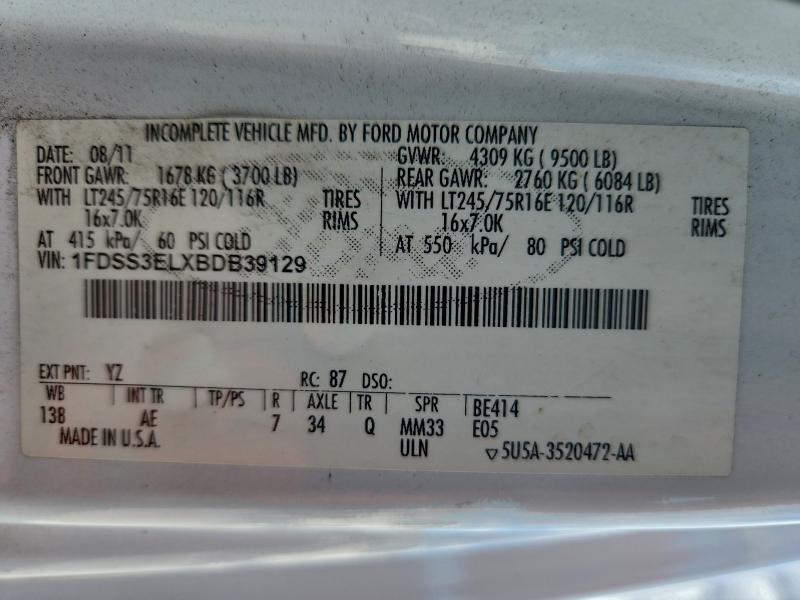 INCOMPLETE VEHICLE MFD. BY FORD MOTOR COMPANY
DATE: 08/11 GVWR: 4309 KG ( 9500 LB)
FRONT GAWR: 1678 KG ( 3700 LB) REAR GAWR: 2760 KG ( 6084 LB)
WITH LT245/75R16E 120/116R TIRES WITH LT245/75R16E 120/116R TIRES
16x7.0K RIMS 16x7.0K RIMS
AT 415 kPa/ 60 PSI COLD AT 550 kPa/ 80 PSI COLD
VIN: 1FDSS3ELXBDB39129
EXT PNT: YZ RC: 87 DSO:
WB INT TR TP/PS R AXLE TR SPR BE414
138 AE 7 34 Q MM33 E05
MADE IN U.S.A. ULN ▽5U5A-3520472-AA